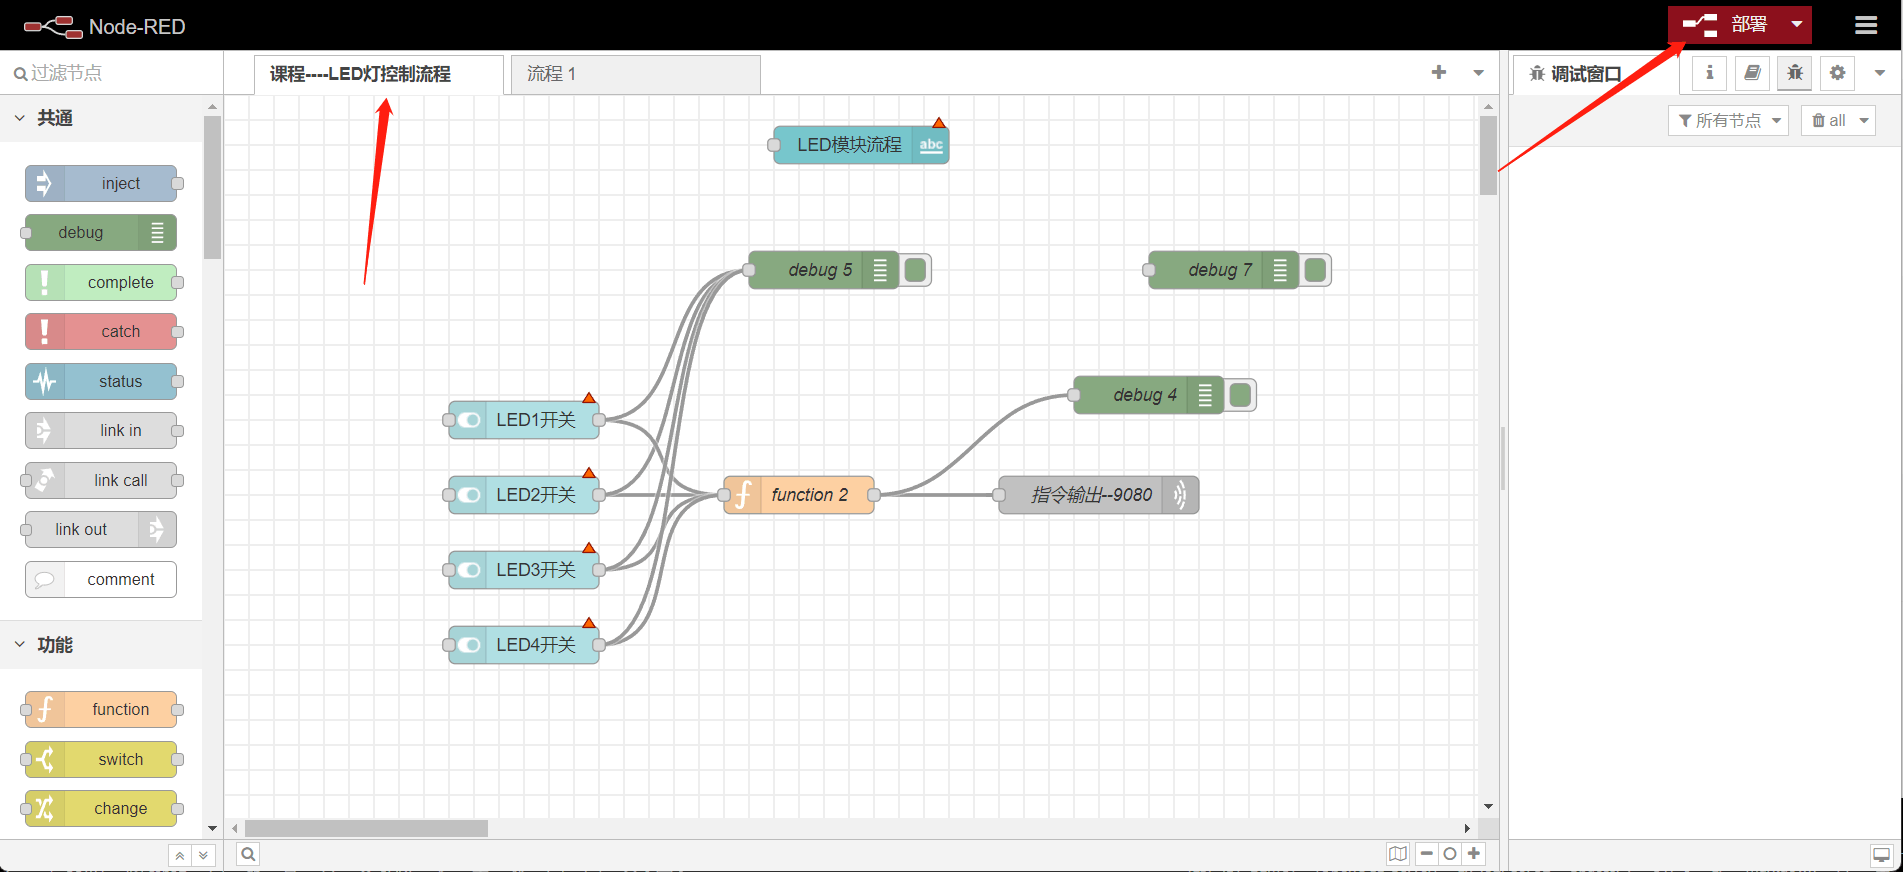 Node-RED
部署
过滤节点
课程----LED灯控制流程
流程 1
调试窗口
i
所有节点
all
共通
inject
debug
complete
catch
status
link in
link call
link out
comment
功能
function
switch
change
LED模块流程
abc
debug 5
debug 7
debug 4
LED1开关
LED2开关
function 2
指令输出--9080
LED3开关
LED4开关